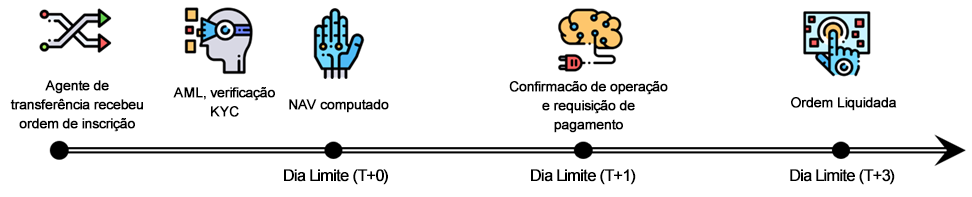 Agente de
transferência recebeu
ordem de inscrição
AML, verificação
KYC
NAV computado
Confirmacão de operação
e requisição de
pagamento
Ordem Liquidada
Dia Limite (T+0)
Dia Limite (T+1)
Dia Limite (T+3)